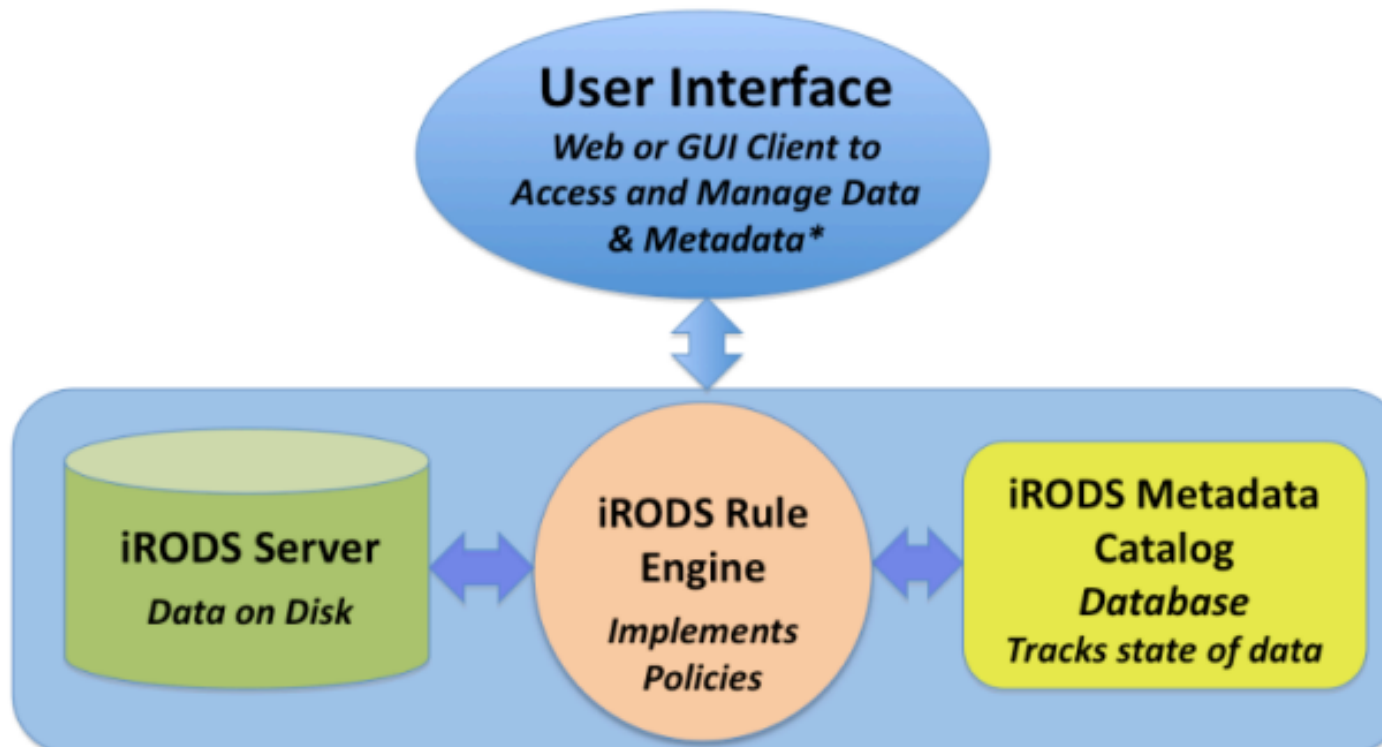 User Interface
Web or GUI Client to
Access and Manage Data
& Metadata*
iRODS Server
Data on Disk
iRODS Rule
Engine
Implements
Policies
iRODS Metadata
Catalog
Database
Tracks state of data